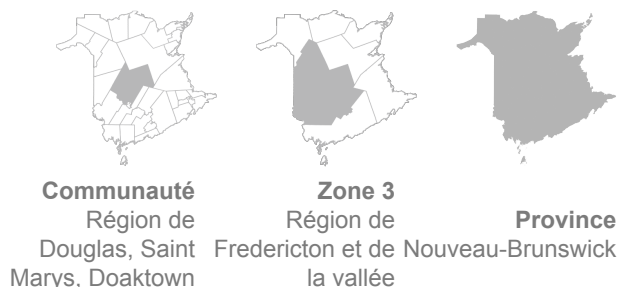 Communauté
Région de
Douglas, Saint
Marys, Doaktown
Zone 3
Région de
Fredericton et de
la vallée
Province
Nouveau-Brunswick